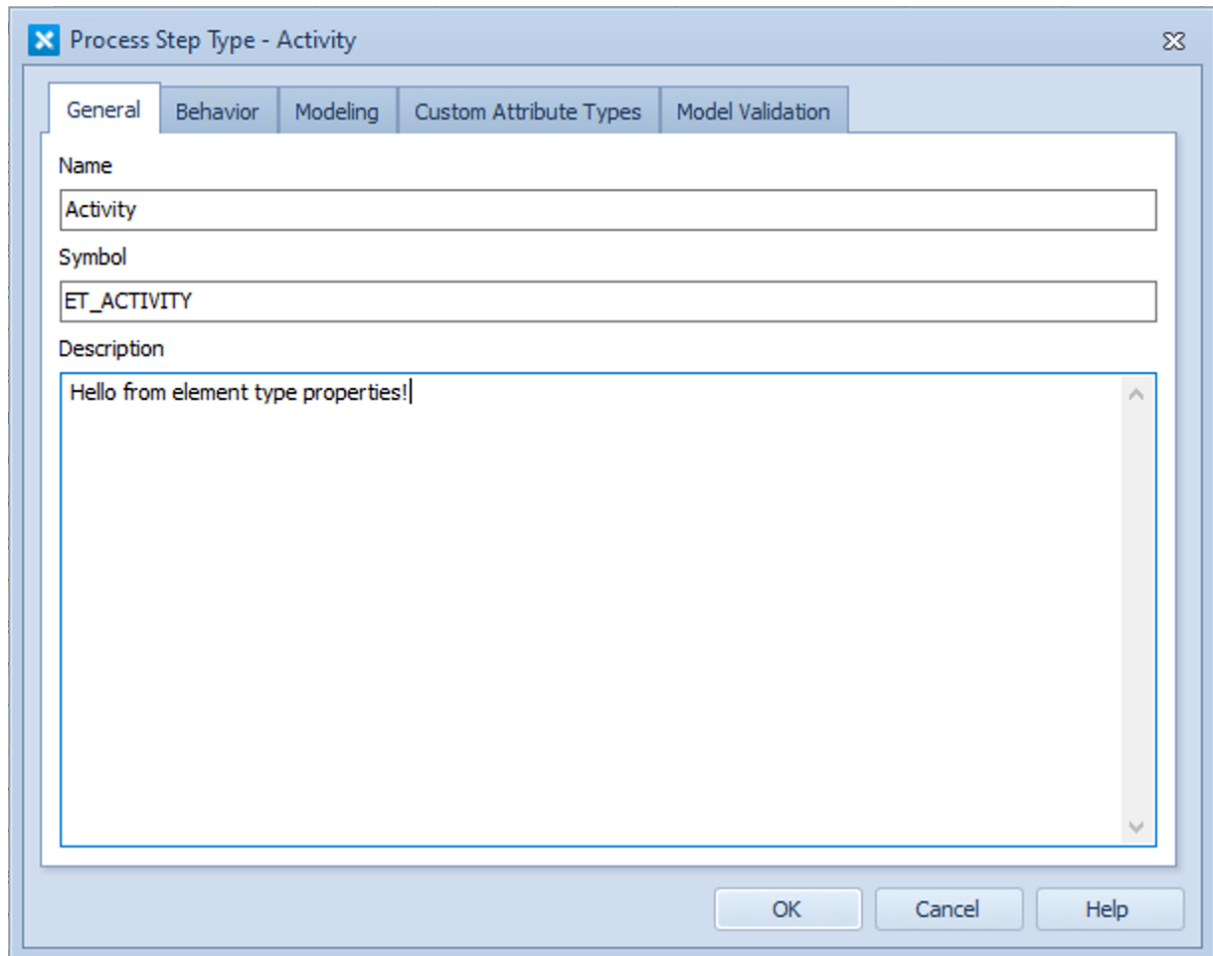 Process Step Type - Activity
General Behavior Modeling Custom Attribute Types Model Validation
Name
Activity
Symbol
ET_ACTIVITY
Description
Hello from element type properties!
OK Cancel Help